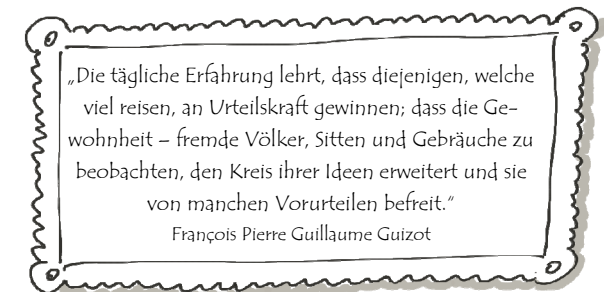 „Die tägliche Erfahrung lehrt, dass diejenigen, welche
viel reisen, an Urteilskraft gewinnen; dass die Ge-
wohnheit – fremde Völker, Sitten und Gebräuche zu
beobachten, den Kreis ihrer Ideen erweitert und sie
von manchen Vorurteilen befreit.“
François Pierre Guillaume Guizot